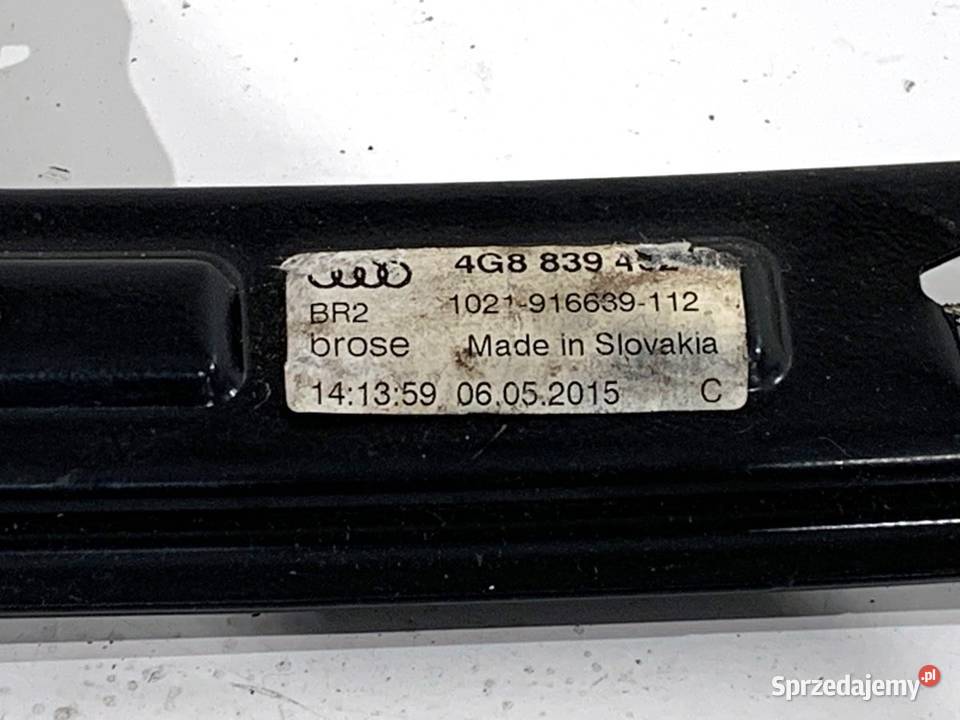 4G8 839
BR2 1021-916639-112
brose Made in Slovakia
14:13:59 06.05.2015 C
Sprzedajemy.pl